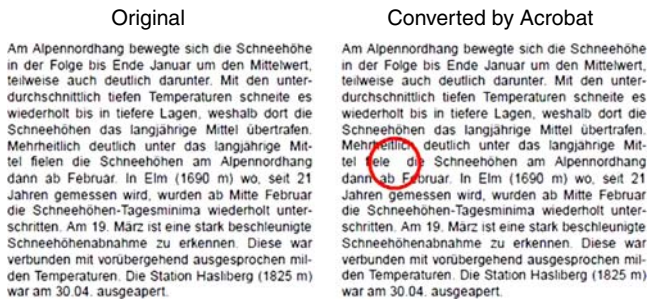 Original
Am Alpennordhang bewegte sich die Schneehöhe
in der Folge bis Ende Januar um den Mittelwert,
teilweise auch deutlich darunter. Mit den unter-
durchschnittlich tiefen Temperaturen schneite es
wiederholt bis in tiefere Lagen, weshalb dort die
Schneehöhen das langjährige Mittel übertrafen.
Mehrheitlich deutlich unter das langjährige Mit-
tel fielen die Schneehöhen am Alpennordhang
dann ab Februar. In Elm (1690 m) wo, seit 21
Jahren gemessen wird, wurden ab Mitte Februar
die Schneehöhen-Tagesminima wiederholt unter-
schritten. Am 19. März ist eine stark beschleunigte
Schneehöhenabnahme zu erkennen. Diese war
verbunden mit vorübergehend ausgesprochen mil-
den Temperaturen. Die Station Hasliberg (1825 m)
war am 30.04. ausgeapert.
Converted by Acrobat
Am Alpennordhang bewegte sich die Schneehöhe
in der Folge bis Ende Januar um den Mittelwert,
teilweise auch deutlich darunter. Mit den unter-
durchschnittlich tiefen Temperaturen schneite es
wiederholt bis in tiefere Lagen, weshalb dort die
Schneehöhen das langjährige Mittel übertrafen.
Mehrheitlich deutlich unter das langjährige Mit-
tel fiele die Schneehöhen am Alpennordhang
dann ab Februar. In Elm (1690 m) wo, seit 21
Jahren gemessen wird, wurden ab Mitte Februar
die Schneehöhen-Tagesminima wiederholt unter-
schritten. Am 19. März ist eine stark beschleunigte
Schneehöhenabnahme zu erkennen. Diese war
verbunden mit vorübergehend ausgesprochen mil-
den Temperaturen. Die Station Hasliberg (1825 m)
war am 30.04. ausgeapert.